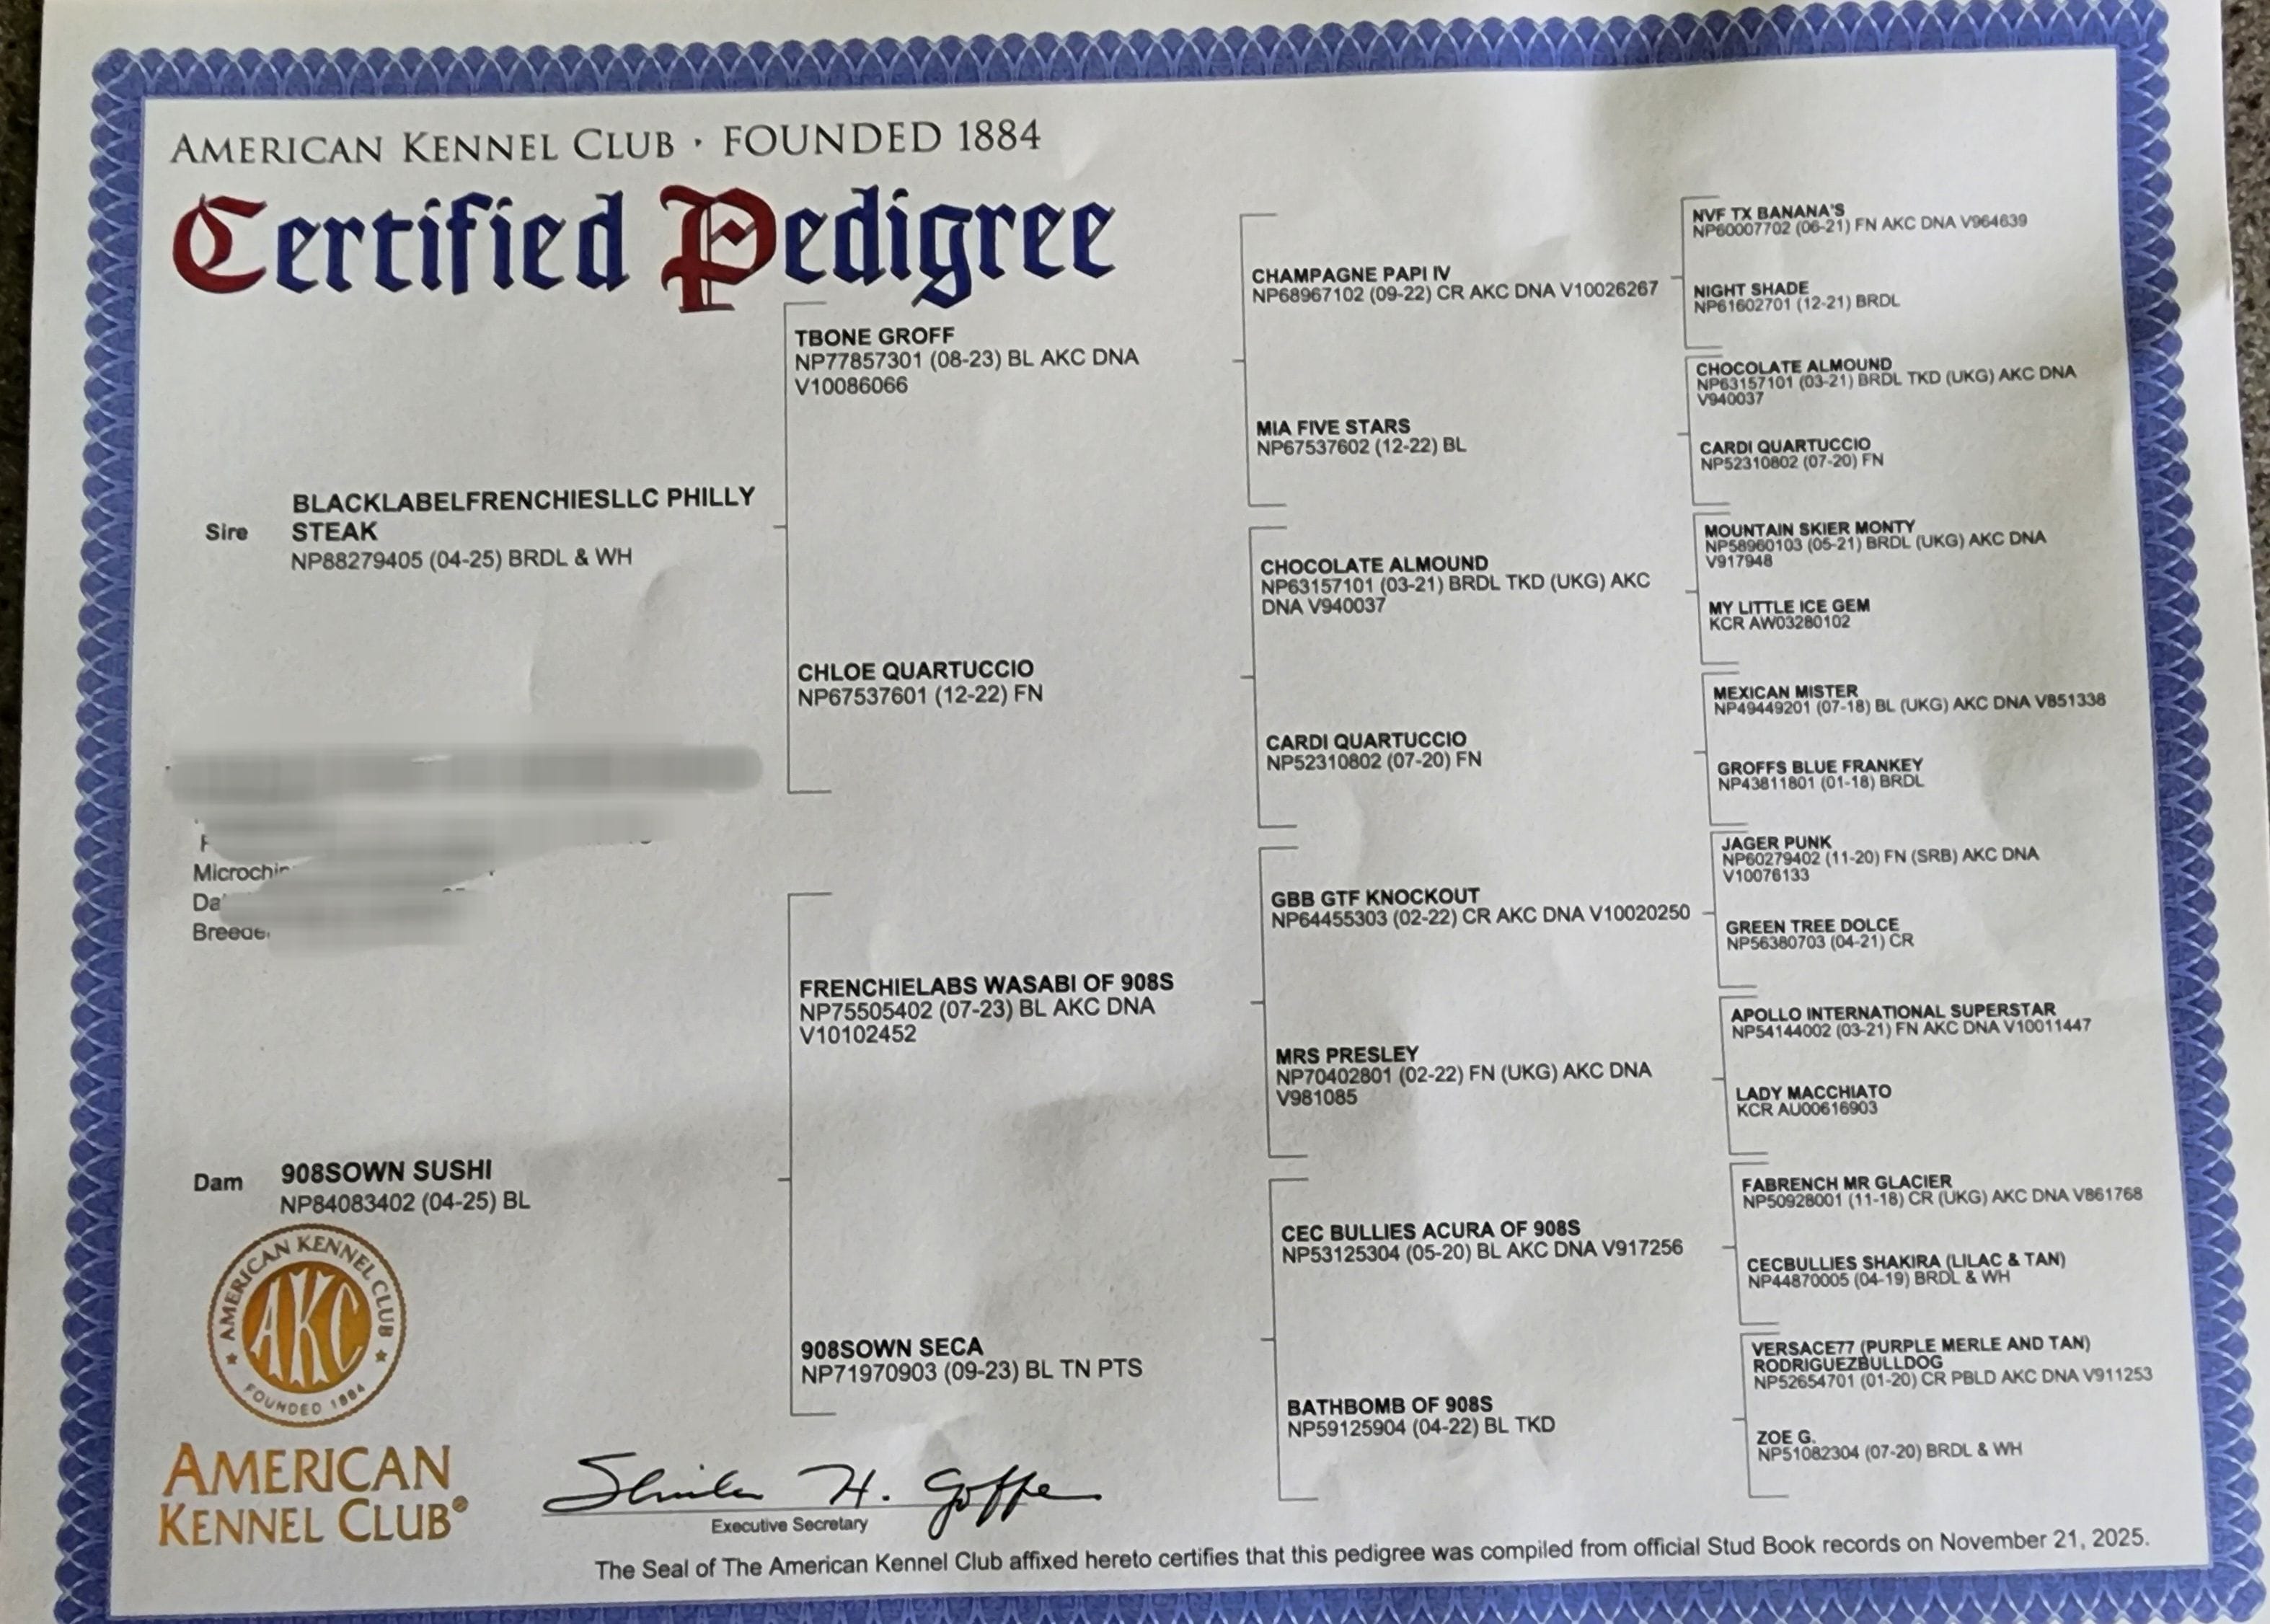 AMERICAN KENNEL CLUB · FOUNDED 1884
Certified Pedigree
Sire
BLACKLABELFRENCHIESLLC PHILLY
STEAK
NP88279405 (04-25) BRDL & WH
Microchip
Breeder
Dam
908SOWN SUSHI
NP84083402 (04-25) BL
TBONE GROFF
NP77857301 (08-23) BL AKC DNA
V10086066
CHLOE QUARTUCCIO
NP67537601 (12-22) FN
FRENCHIELABS WASABI OF 908S
NP75505402 (07-23) BL AKC DNA
V10102452
908SOWN SECA
NP71970903 (09-23) BL TN PTS
CHAMPAGNE PAPI IV
NP68967102 (09-22) CR AKC DNA V10026267
MIA FIVE STARS
NP67537602 (12-22) BL
CHOCOLATE ALMOUND
NP63157101 (03-21) BRDL TKD (UKG) AKC
DNA V940037
CARDI QUARTUCCIO
NP52310802 (07-20) FN
GBB GTF KNOCKOUT
NP64455303 (02-22) CR AKC DNA V10020250
MRS PRESLEY
NP70402801 (02-22) FN (UKG) AKC DNA
V981085
CEC BULLIES ACURA OF 908S
NP53125304 (05-20) BL AKC DNA V917256
BATHBOMB OF 908S
NP59125904 (04-22) BL TKD
NVF TX BANANA'S
NP60007702 (06-21) FN AKC DNA V964639
NIGHT SHADE
NP61602701 (12-21) BRDL
CHOCOLATE ALMOUND
NP63157101 (03-21) BRDL TKD (UKG) AKC DNA
V940037
CARDI QUARTUCCIO
NP52310802 (07-20) FN
MOUNTAIN SKIER MONTY
NP58960103 (05-21) BRDL (UKG) AKC DNA
V917948
MY LITTLE ICE GEM
KCR AW03280102
MEXICAN MISTER
NP49449201 (07-18) BL (UKG) AKC DNA V851338
GROFFS BLUE FRANKEY
NP43811801 (01-18) BRDL
JAGER PUNK
NP60279402 (11-20) FN (SRB) AKC DNA
V10076133
GREEN TREE DOLCE
NP56380703 (04-21) CR
APOLLO INTERNATIONAL SUPERSTAR
NP54144002 (03-21) FN AKC DNA V10011447
LADY MACCHIATO
KCR AU00616903
FABRENCH MR GLACIER
NP50928001 (11-18) CR (UKG) AKC DNA V861768
CECBULLIES SHAKIRA (LILAC & TAN)
NP44870005 (04-19) BRDL & WH
VERSACE77 (PURPLE MERLE AND TAN)
RODRIGUEZBULLDOG
NP52654701 (01-20) CR PBLD AKC DNA V911253
ZOE G.
NP51082304 (07-20) BRDL & WH
AMERICAN KENNEL CLUB
AKC
FOUNDED 1884
AMERICAN
KENNEL CLUB®
Executive Secretary
The Seal of The American Kennel Club affixed hereto certifies that this pedigree was compiled from official Stud Book records on November 21, 2025.